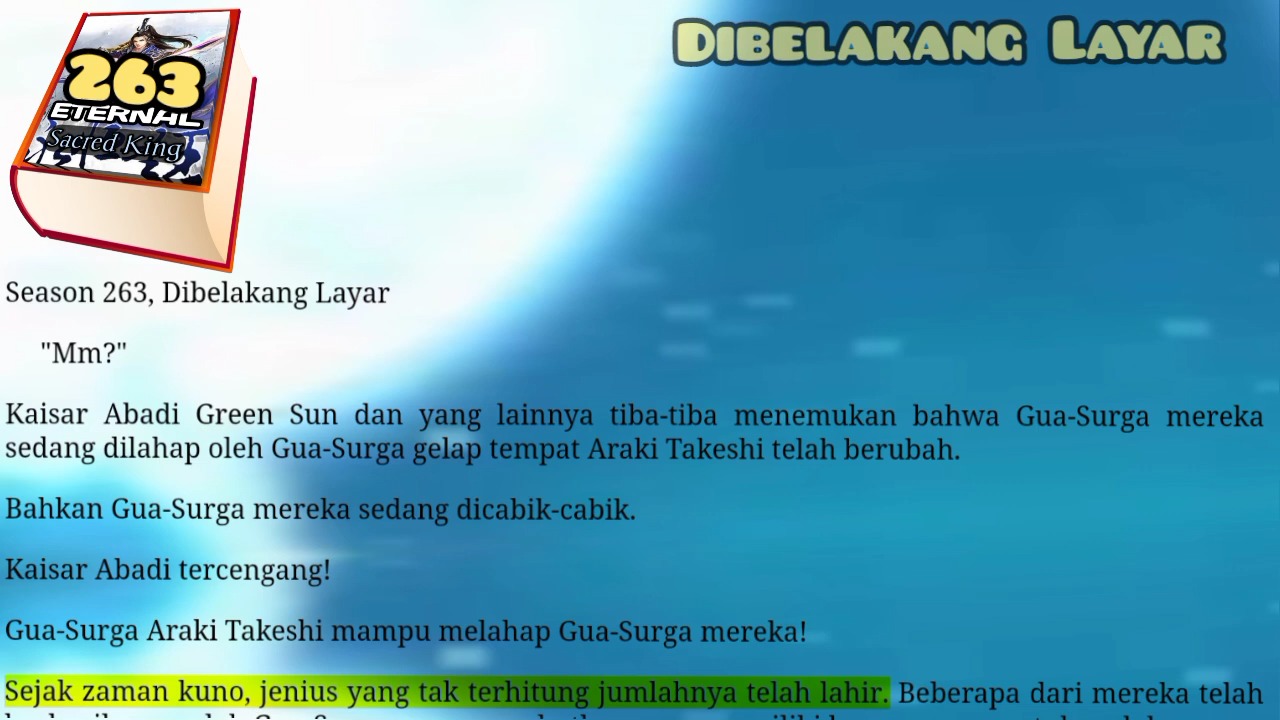 263
ETERNAL
Sacred King
DIBELAKANG LAYAR
Season 263, Dibelakang Layar
"Mm?"
Kaisar Abadi Green Sun dan yang lainnya tiba-tiba menemukan bahwa Gua-Surga mereka
sedang dilahap oleh Gua-Surga gelap tempat Araki Takeshi telah berubah.
Bahkan Gua-Surga mereka sedang dicabik-cabik.
Kaisar Abadi tercengang!
Gua-Surga Araki Takeshi mampu melahap Gua-Surga mereka!
Sejak zaman kuno, jenius yang tak terhitung jumlahnya telah lahir. Beberapa dari mereka telah